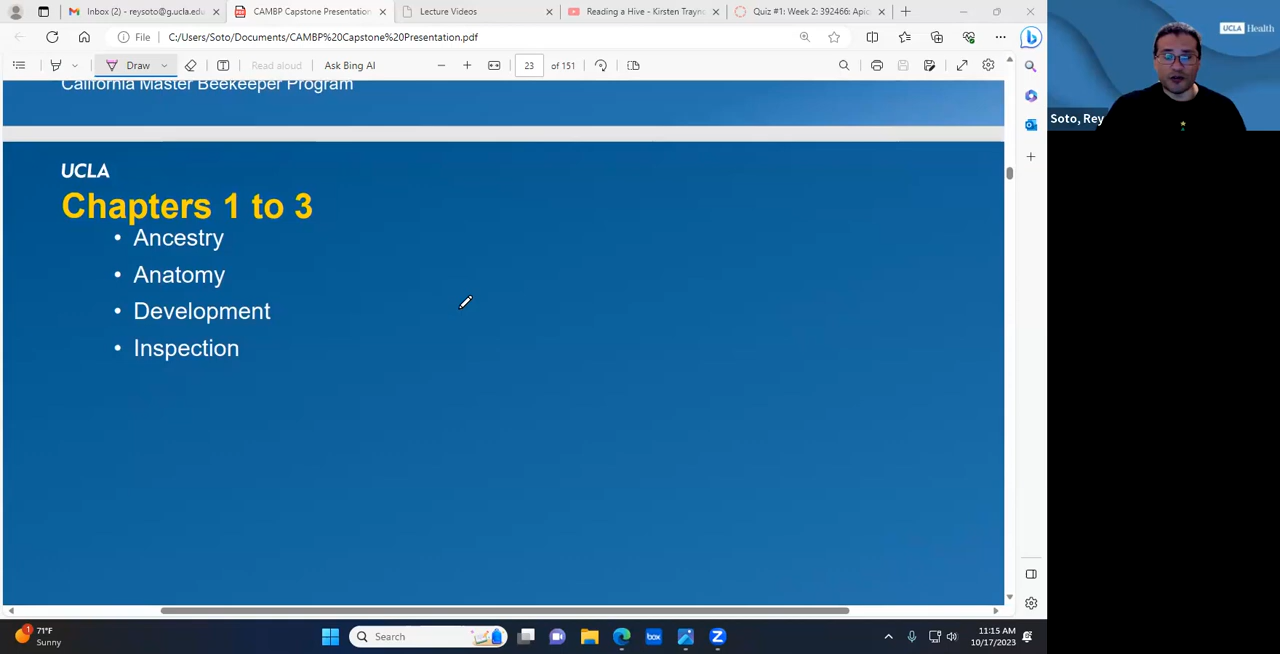 Inbox (2) - reysoto@g.ucla.edu
CAMBP Capstone Presentation
Lecture Videos
Reading a Hive - Kirsten Trayn
Quiz #1: Week 2: 392466: Apic
File
C:/Users/Soto/Documents/CAMBP%20Capstone%20Presentation.pdf
Draw
Read aloud
Ask Bing AI
23
of 151
California Master Beekeeper Program
UCLA
Chapters 1 to 3
• Ancestry
• Anatomy
• Development
• Inspection
UCLA Health
Soto, Rey
1
71°F
Sunny
Search
box
11:15 AM
10/17/2023